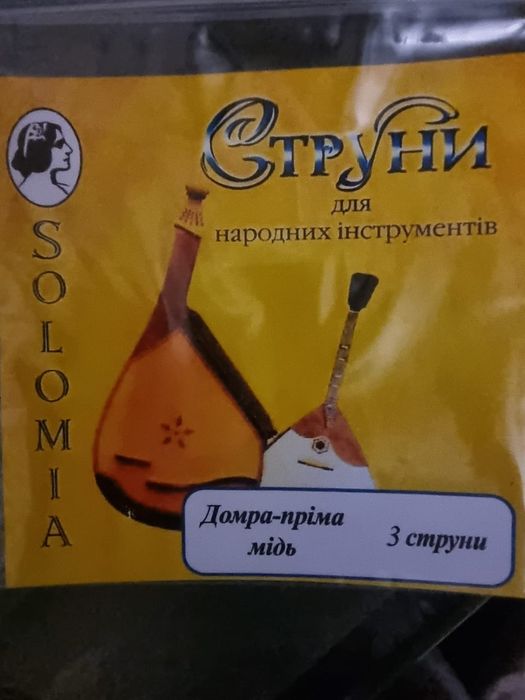 SOLOMIA
Струни
для
народних інструментів
Домра-пріма
мідь
3 струни